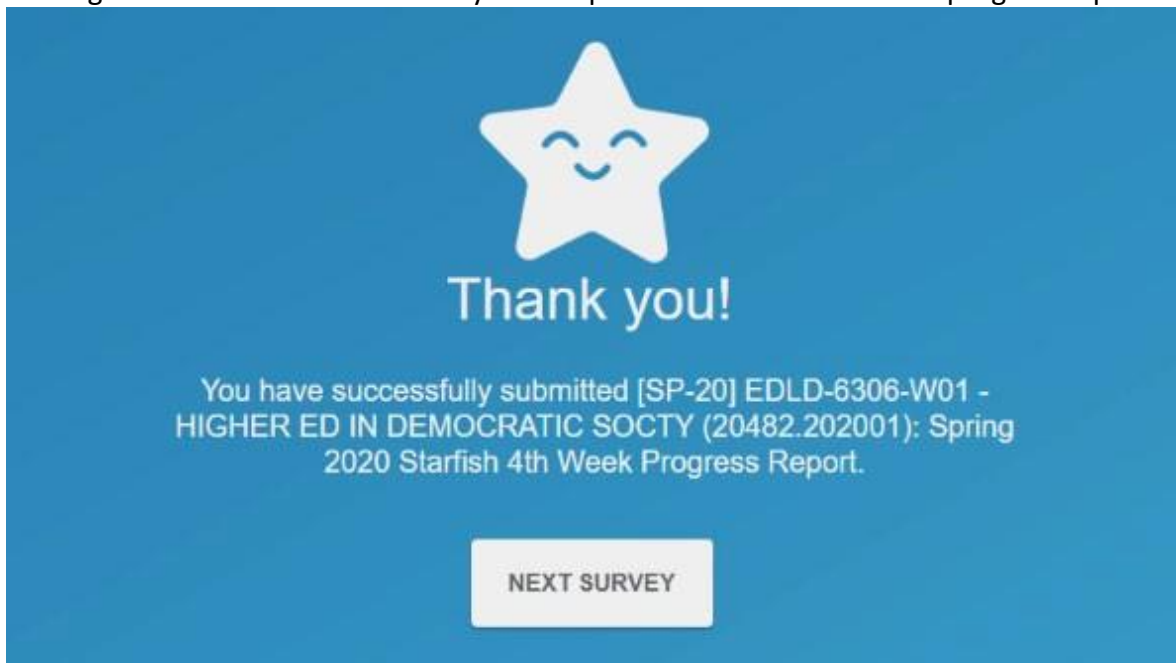 Thank you!
You have successfully submitted [SP-20] EDLD-6306-W01 -
HIGHER ED IN DEMOCRATIC SOCTY (20482.202001): Spring
2020 Starfish 4th Week Progress Report.
NEXT SURVEY